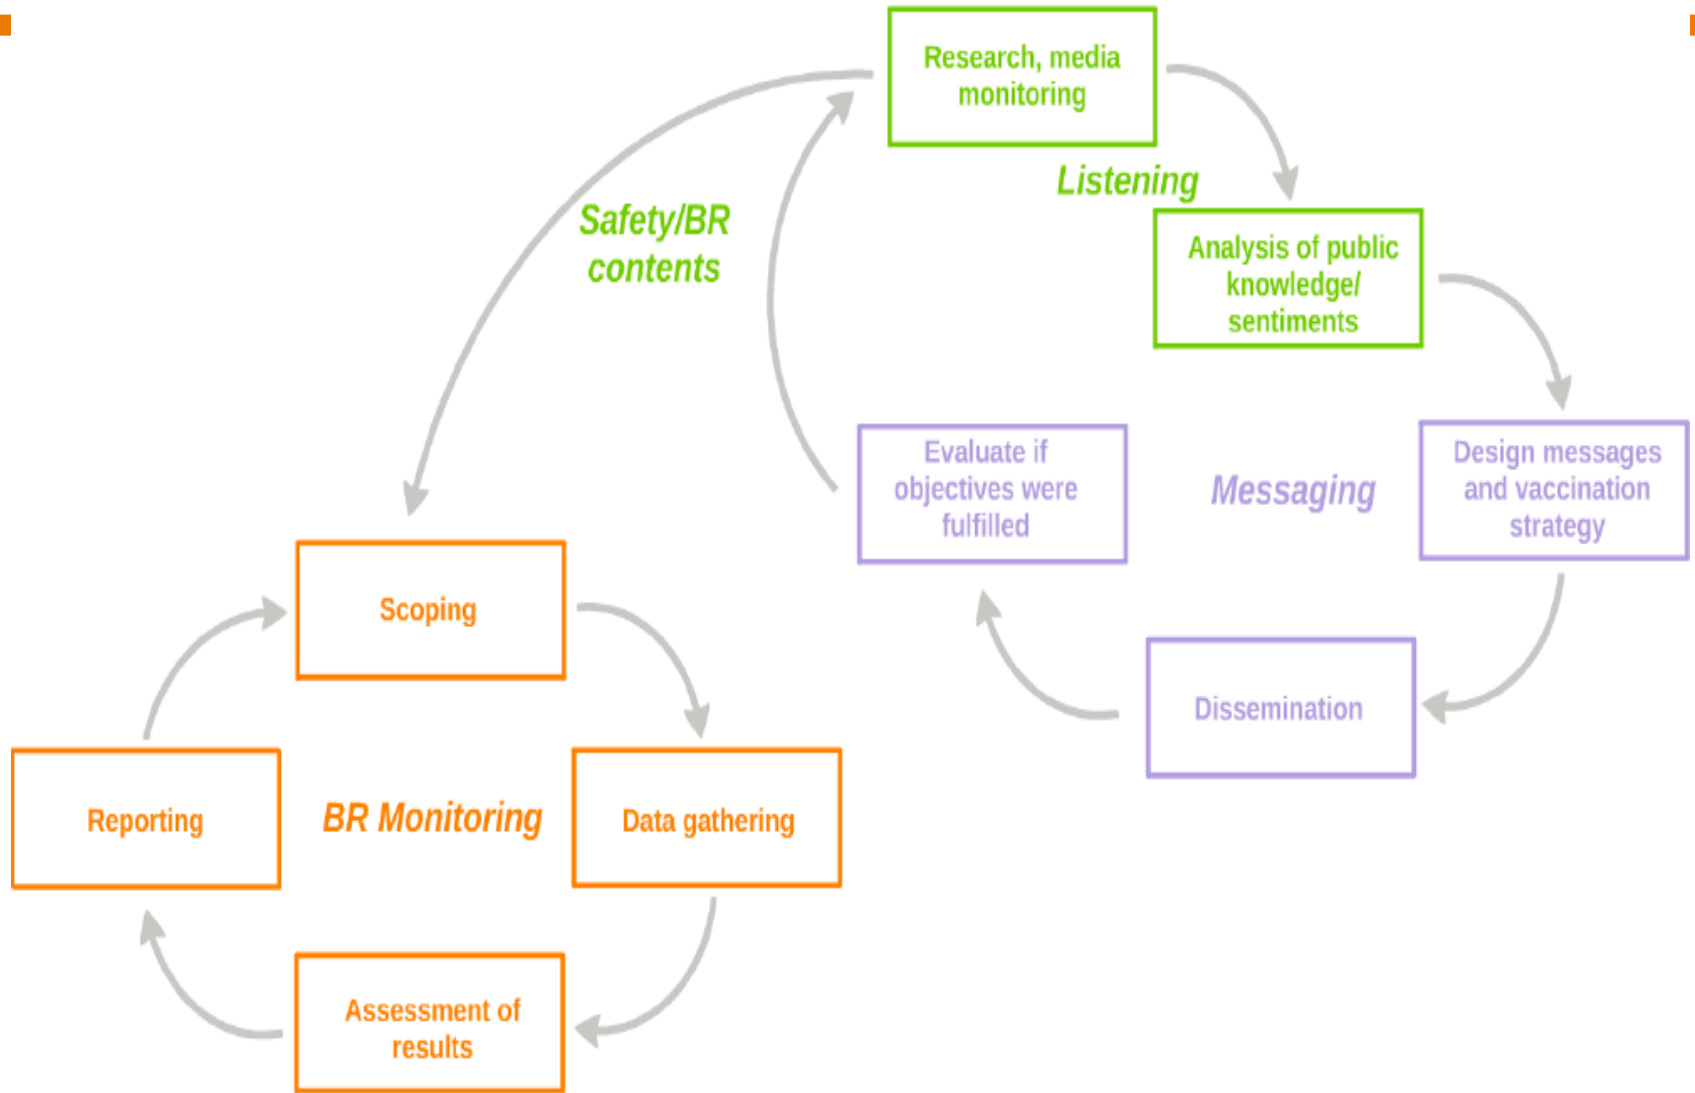 Research, media
monitoring
Listening
Safety/BR
contents
Analysis of public
knowledge/
sentiments
Evaluate if
objectives were
fulfilled
Messaging
Design messages
and vaccination
strategy
Scoping
Dissemination
Reporting
BR Monitoring
Data gathering
Assessment of
results